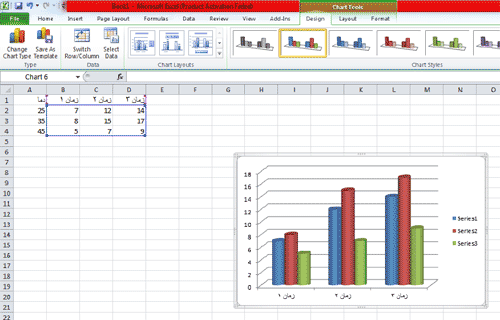 Book1 - Microsoft Excel (Product Activation Failed)
Chart Tools
File Home Insert Page Layout Formulas Data Review View Add-Ins Design Layout Format
Change Chart Type
Save As Template
Switch Row/Column
Select Data
Type Data Chart Layouts Chart Styles
Chart 6 fx
A B C D E F G H I J K L M N O
1 دما زمان ۱ زمان ۲ زمان ۳
2 25 7 12 14
3 35 8 15 17
4 45 5 7 9
5
6
7
8
9
10
11
12
13
14
15
16
17
18
19
20
21
22
18
16
14
12
10
8
6
4
2
0
زمان ۱ زمان ۲ زمان ۳
Series1
Series2
Series3